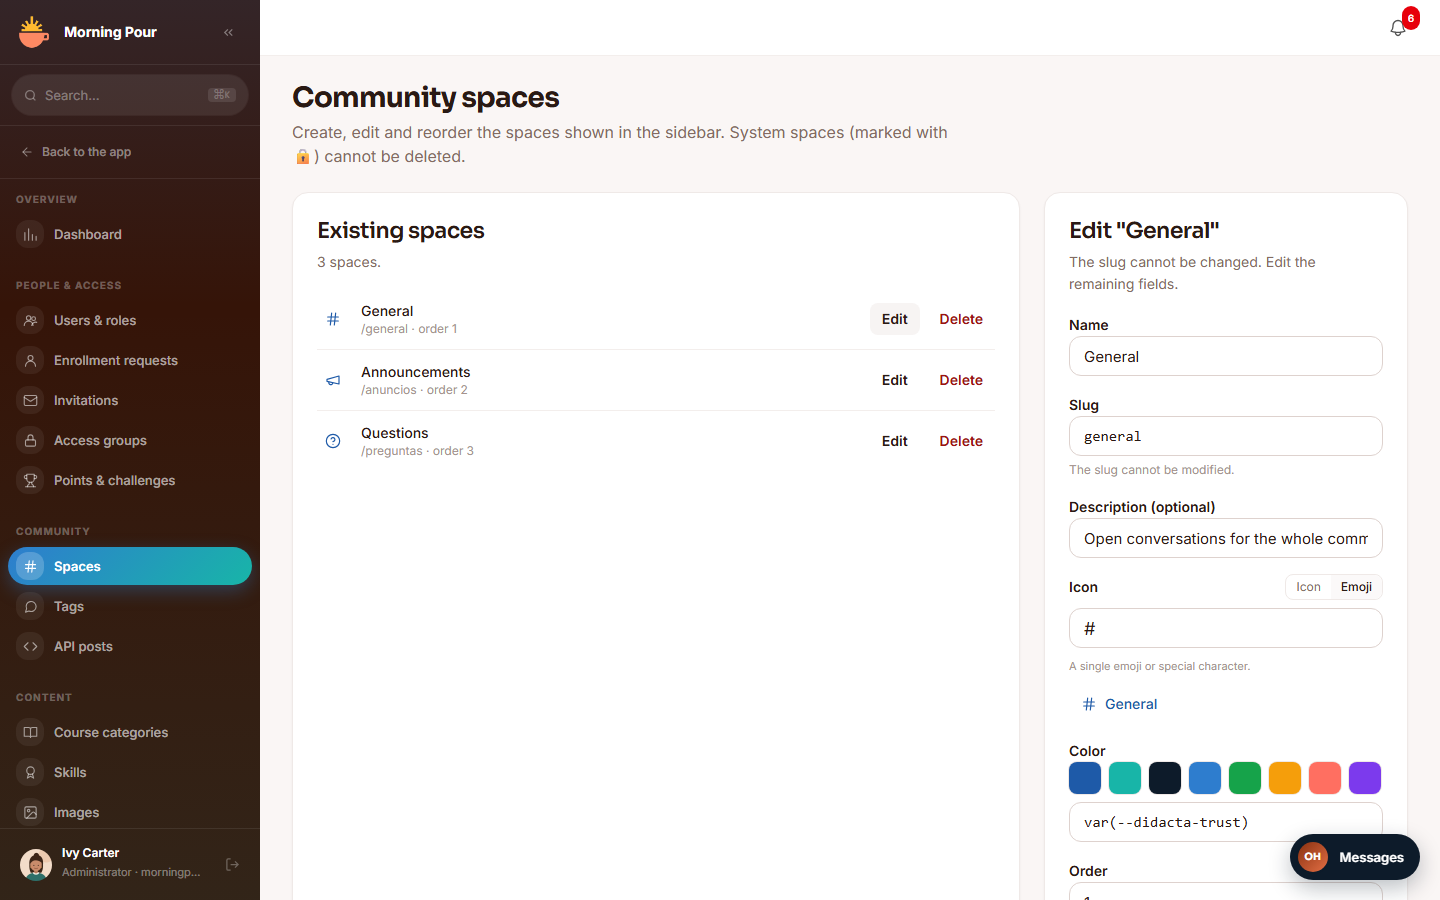 Morning Pour
Search...
⌘K
Back to the app
OVERVIEW
Dashboard
PEOPLE & ACCESS
Users & roles
Enrollment requests
Invitations
Access groups
Points & challenges
COMMUNITY
Spaces
Tags
API posts
CONTENT
Course categories
Skills
Images
Ivy Carter
Administrator · morningp...
6
Community spaces
Create, edit and reorder the spaces shown in the sidebar. System spaces (marked with
🔒) cannot be deleted.
Existing spaces
3 spaces.
General
/general · order 1
Edit
Delete
Announcements
/anuncios · order 2
Edit
Delete
Questions
/preguntas · order 3
Edit
Delete
Edit "General"
The slug cannot be changed. Edit the
remaining fields.
Name
General
Slug
general
The slug cannot be modified.
Description (optional)
Open conversations for the whole comm
Icon
Icon
Emoji
#
A single emoji or special character.
# General
Color
var(--didacta-trust)
Order
OH
Messages